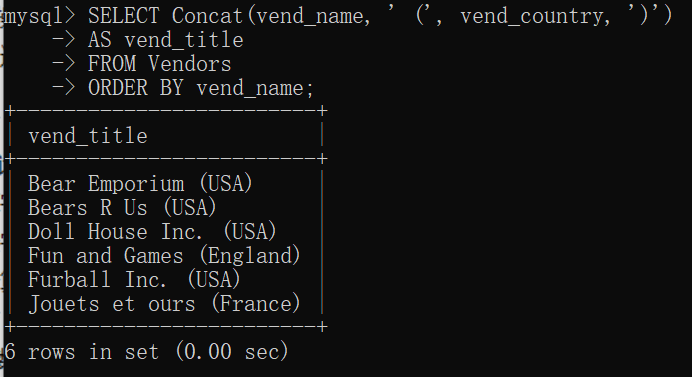 mysql> SELECT Concat(vend_name, ' (', vend_country, ')')
    -> AS vend_title
    -> FROM Vendors
    -> ORDER BY vend_name;
+--------------------------+
| vend_title               |
+--------------------------+
| Bear Emporium (USA)      |
| Bears R Us (USA)         |
| Doll House Inc. (USA)    |
| Fun and Games (England)  |
| Furball Inc. (USA)       |
| Jouets et ours (France)  |
+--------------------------+
6 rows in set (0.00 sec)